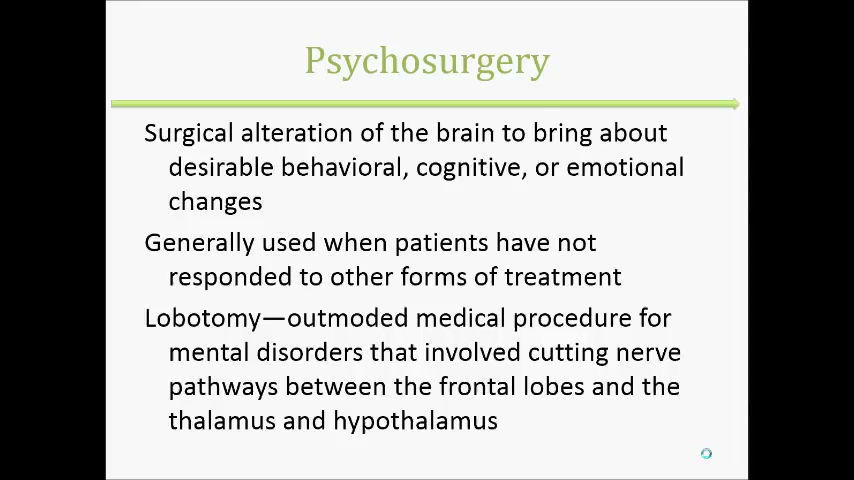 Psychosurgery
Surgical alteration of the brain to bring about
desirable behavioral, cognitive, or emotional
changes
Generally used when patients have not
responded to other forms of treatment
Lobotomy—outmoded medical procedure for
mental disorders that involved cutting nerve
pathways between the frontal lobes and the
thalamus and hypothalamus